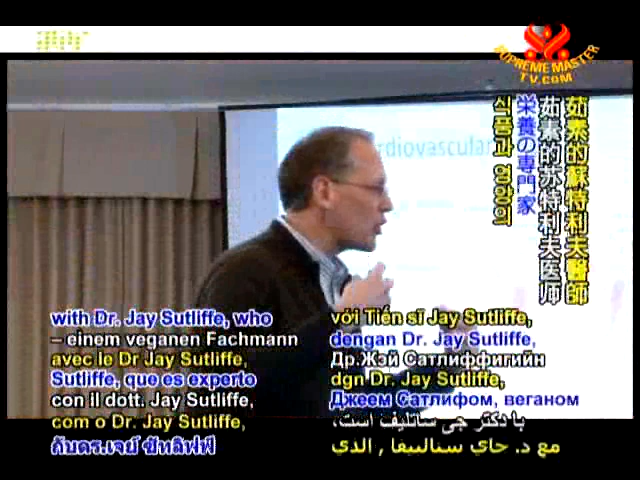 SUPREME MASTER
TV.COM
rdiovascular
茹素的蘇特利夫醫師
茹素的苏特利夫医师
栄養の専門家
식품과 영양의
with Dr. Jay Sutliffe, who
– einem veganen Fachmann
avec le Dr Jay Sutliffe,
Sutliffe, que es experto
con il dott. Jay Sutliffe,
com o Dr. Jay Sutliffe,
กับดร.เจย์ ซัทลิฟฟ์
với Tiến sĩ Jay Sutliffe,
dengan Dr. Jay Sutliffe,
Др.Жэй Сатлиффигийн
dgn Dr. Jay Sutliffe,
Джеем Сатлифом, веганом
با دکتر جی ساتلیف است،
مع د. جاي ستاليفا , الذي